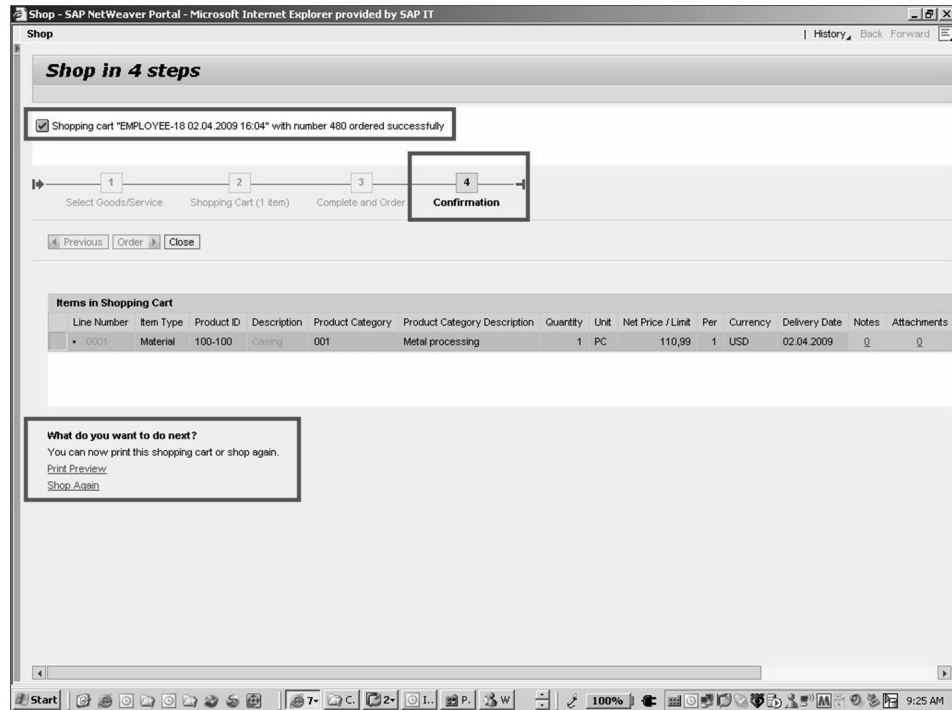 Shop - SAP NetWeaver Portal - Microsoft Internet Explorer provided by SAP IT
Shop | History Back Forward
Shop in 4 steps
Shopping cart "EMPLOYEE-18 02.04.2009 16:04" with number 480 ordered successfully
1 2 3 4
Select Goods/Service Shopping Cart (1 item) Complete and Order Confirmation
Previous Order Close
Items in Shopping Cart
Line Number Item Type Product ID Description Product Category Product Category Description Quantity Unit Net Price / Limit Per Currency Delivery Date Notes Attachments
• 0001 Material 100-100 Casing 001 Metal processing 1 PC 110,99 1 USD 02.04.2009 0 0
What do you want to do next?
You can now print this shopping cart or shop again.
Print Preview
Shop Again
Start 7 C. 2 I.. P. W 100% 9:25 AM